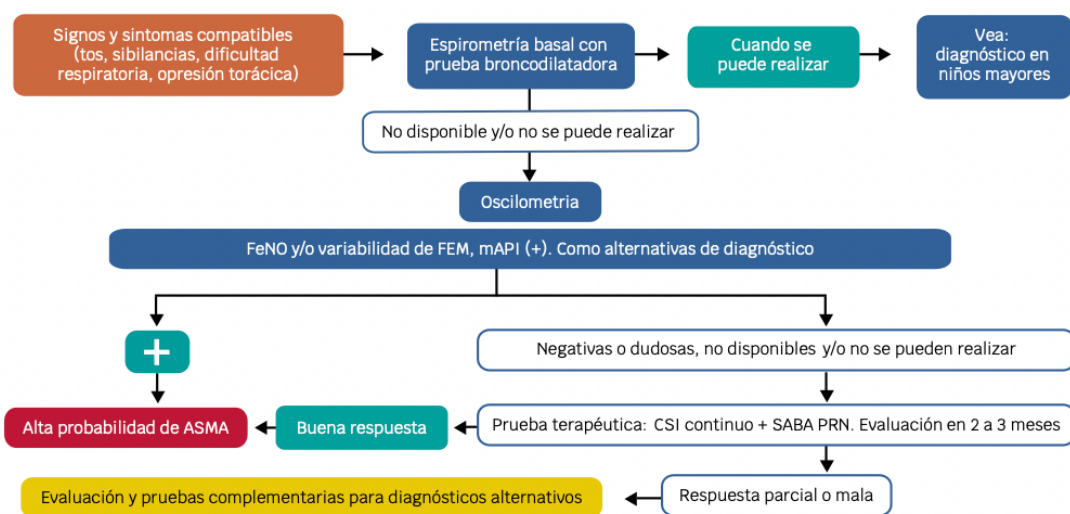 Signos y sintomas compatibles
(tos, sibilancias, dificultad
respiratoria, opresión torácica)
Espirometría basal con
prueba broncodilatadora
Cuando se
puede realizar
Vea:
diagnóstico en
niños mayores
No disponible y/o no se puede realizar
Oscilometria
FeNO y/o variabilidad de FEM, mAPI (+). Como alternativas de diagnóstico
+
Negativas o dudosas, no disponibles y/o no se pueden realizar
Alta probabilidad de ASMA
Buena respuesta
Prueba terapéutica: CSI continuo + SABA PRN. Evaluación en 2 a 3 meses
Evaluación y pruebas complementarias para diagnósticos alternativos
Respuesta parcial o mala